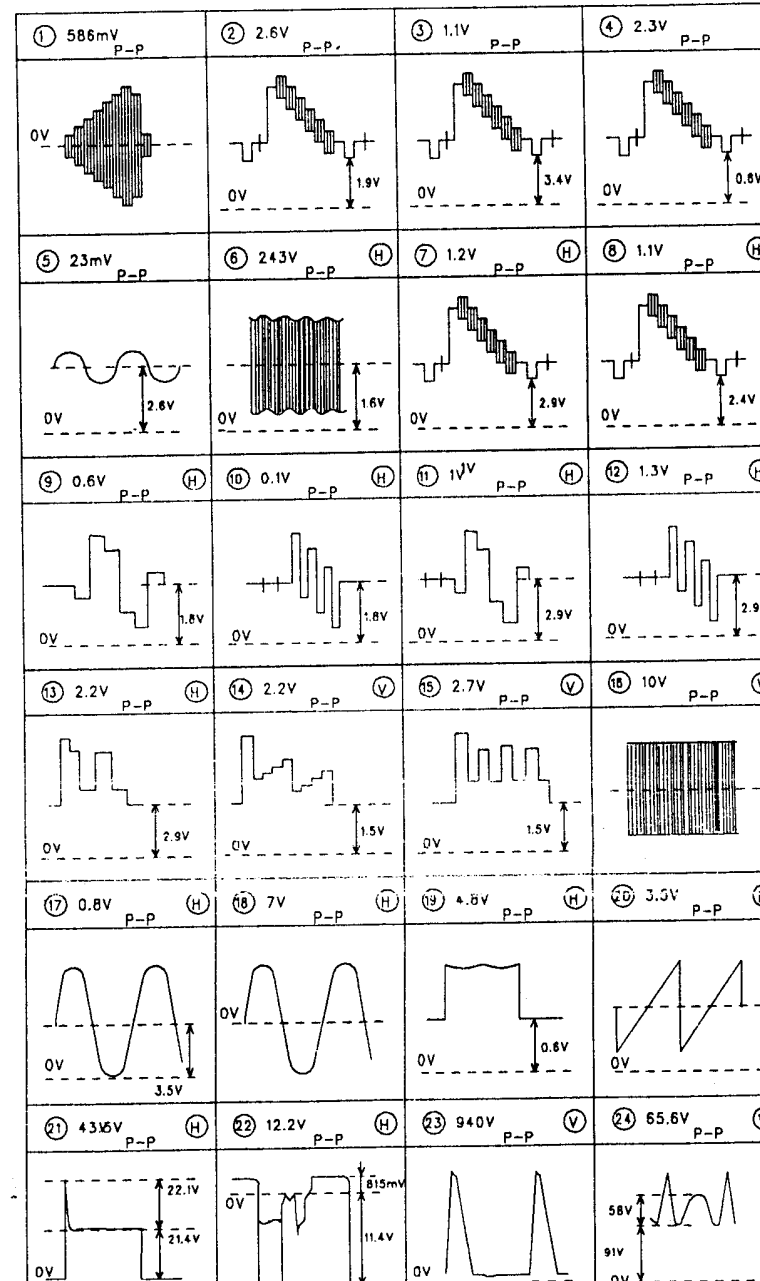 ① 586mV P-P
② 2.6V P-P.
③ 1.1V P-P
④ 2.3V P-P
0V
0V 1.9V
0V 3.4V
0V 0.8V
⑤ 23mV P-P
⑥ 243V P-P Ⓗ
⑦ 1.2V P-P Ⓗ
⑧ 1.1V P-P
0V 2.6V
1.6V
0V 2.9V
0V 2.4V
⑨ 0.6V P-P Ⓗ
⑩ 0.1V P-P Ⓗ
⑪ 1V P-P Ⓗ
⑫ 1.3V P-P
0V 1.8V
0V 1.8V
0V 2.9V
0V 2.9
⑬ 2.2V P-P Ⓗ
⑭ 2.2V P-P Ⓥ
⑮ 2.7V P-P Ⓥ
⑯ 10V P-P
0V 2.9V
0V 1.5V
0V 1.5V
⑰ 0.8V P-P Ⓗ
⑱ 7V P-P Ⓗ
⑲ 4.8V P-P Ⓗ
⑳ P-P
0V 3.5V
0V
0V 0.6V
0V
㉑ P-P Ⓗ
㉒ 12.2V P-P Ⓗ
㉓ 940V P-P Ⓥ
㉔ 65.6V P-P
22.1V
21.4V
0V
815mV
0V
11.4V
0V
58V
91V
0V